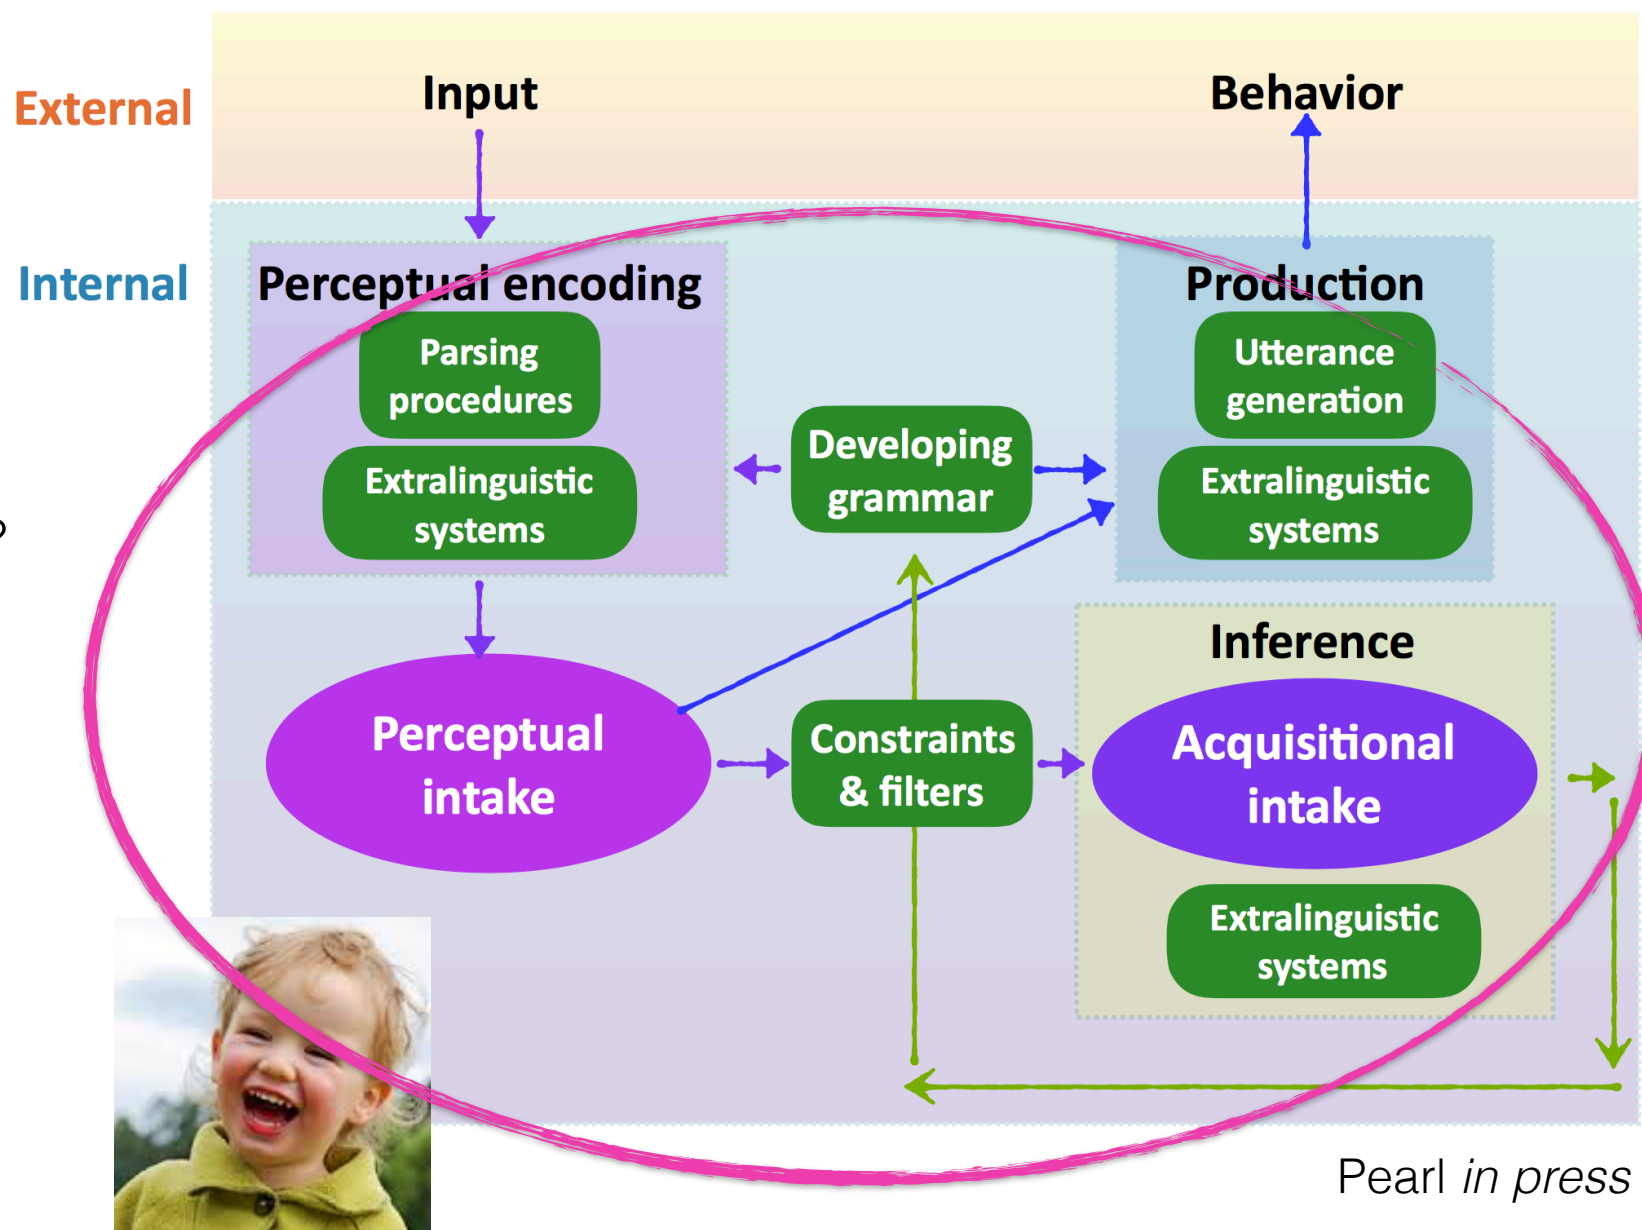 External
Input
Behavior
Internal
Perceptual encoding
Parsing
procedures
Extralinguistic
systems
Developing
grammar
Production
Utterance
generation
Extralinguistic
systems
Perceptual
intake
Constraints
& filters
Inference
Acquisitional
intake
Extralinguistic
systems
Pearl in press